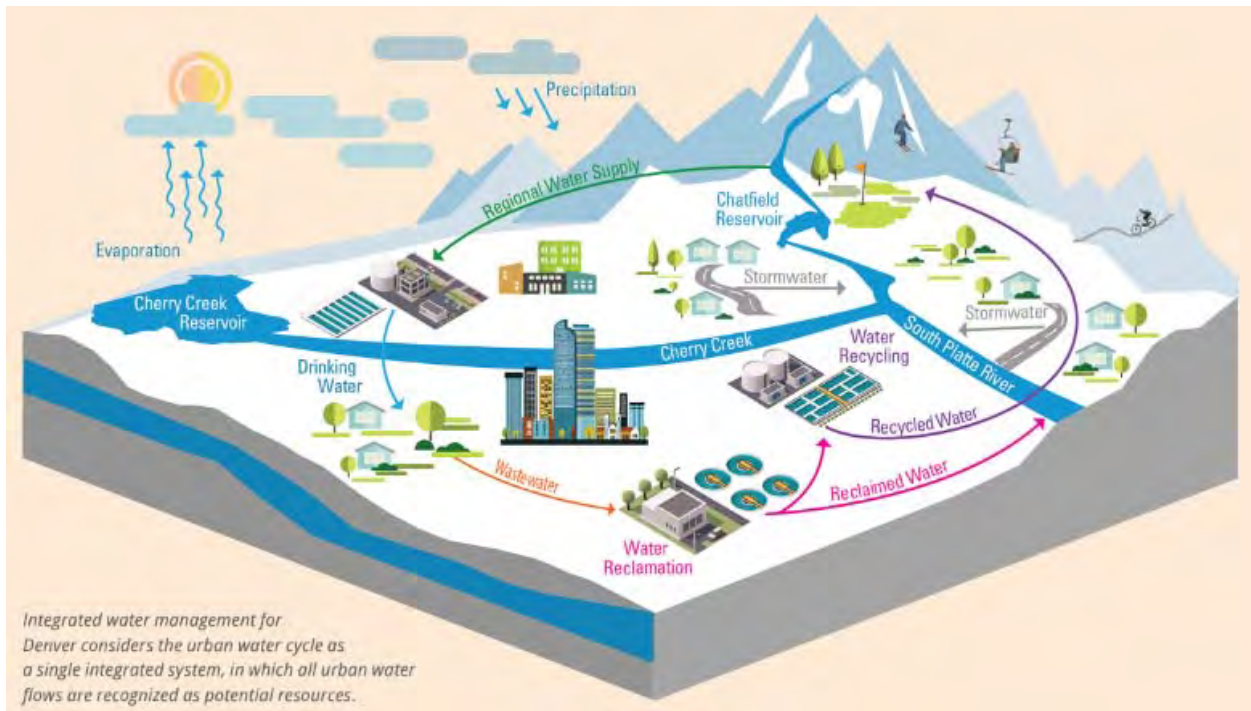 Precipitation
Regional Water Supply
Chatfield
Reservoir
Evaporation
Stormwater
Cherry Creek
Reservoir
Stormwater
South Platte River
Cherry Creek
Water
Recycling
Drinking
Water
Recycled Water
Wastewater
Reclaimed Water
Water
Reclamation
Integrated water management for
Denver considers the urban water cycle as
a single integrated system, in which all urban water
flows are recognized as potential resources.